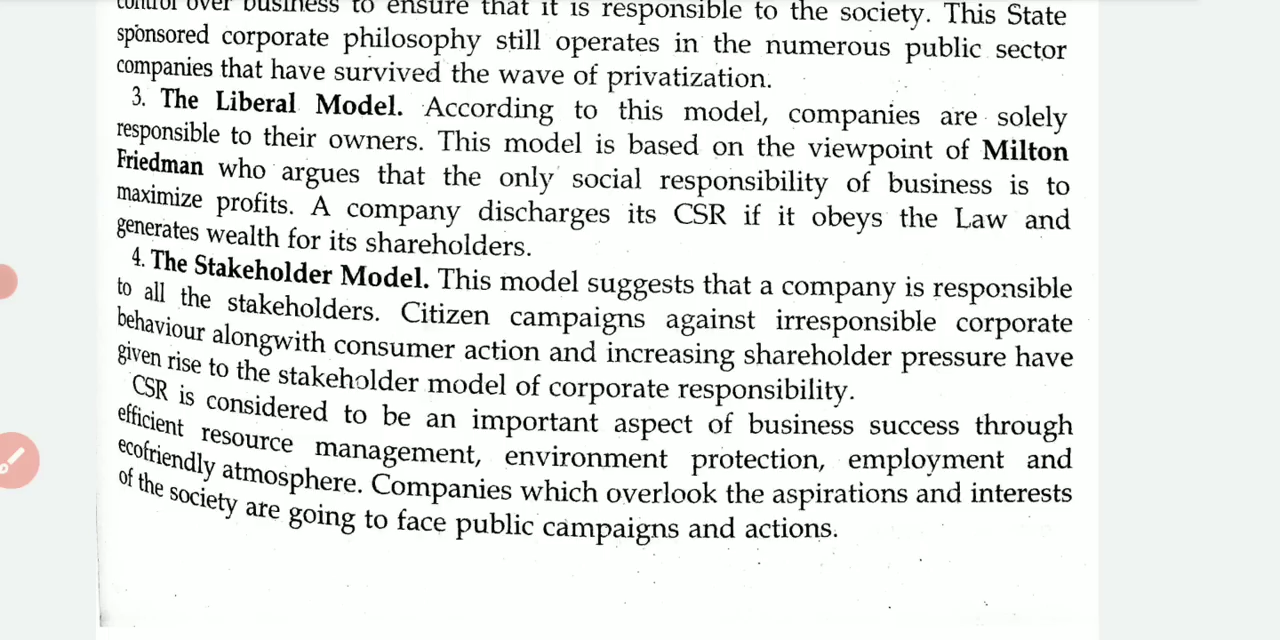 control over business to ensure that it is responsible to the society. This State
sponsored corporate philosophy still operates in the numerous public sector
companies that have survived the wave of privatization.
3. The Liberal Model. According to this model, companies are solely
responsible to their owners. This model is based on the viewpoint of Milton
Friedman who argues that the only social responsibility of business is to
maximize profits. A company discharges its CSR if it obeys the Law and
generates wealth for its shareholders.
4. The Stakeholder Model. This model suggests that a company is responsible
to all the stakeholders. Citizen campaigns against irresponsible corporate
behaviour alongwith consumer action and increasing shareholder pressure have
given rise to the stakeholder model of corporate responsibility.
CSR is considered to be an important aspect of business success through
efficient resource management, environment protection, employment and
ecofriendly atmosphere. Companies which overlook the aspirations and interests
of the society are going to face public campaigns and actions.